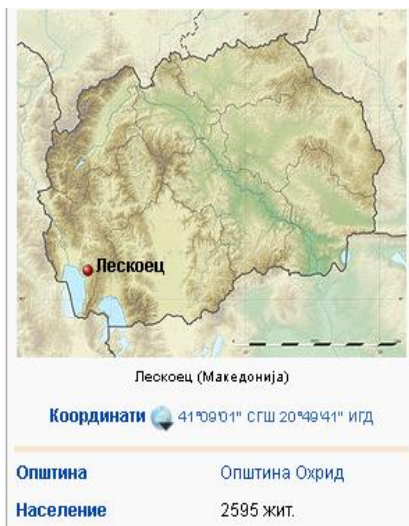 Лескоец
Лескоец (Македонија)
Координати 41°09′01″ СГШ 20°49′41″ ИГД
Општина Општина Охрид
Население 2595 жит.